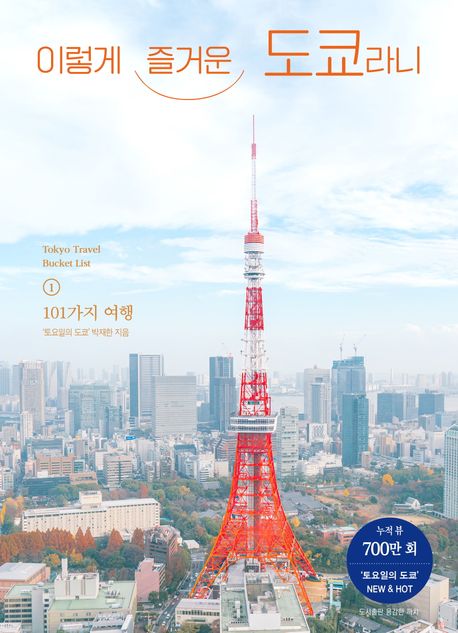 이렇게 즐거운 도쿄라니
Tokyo Travel
Bucket List
1
101가지 여행
'토요일의 도쿄' 박재한 지음
누적 뷰
700만 회
'토요일의 도쿄'
NEW & HOT
도서출판 용감한 까치